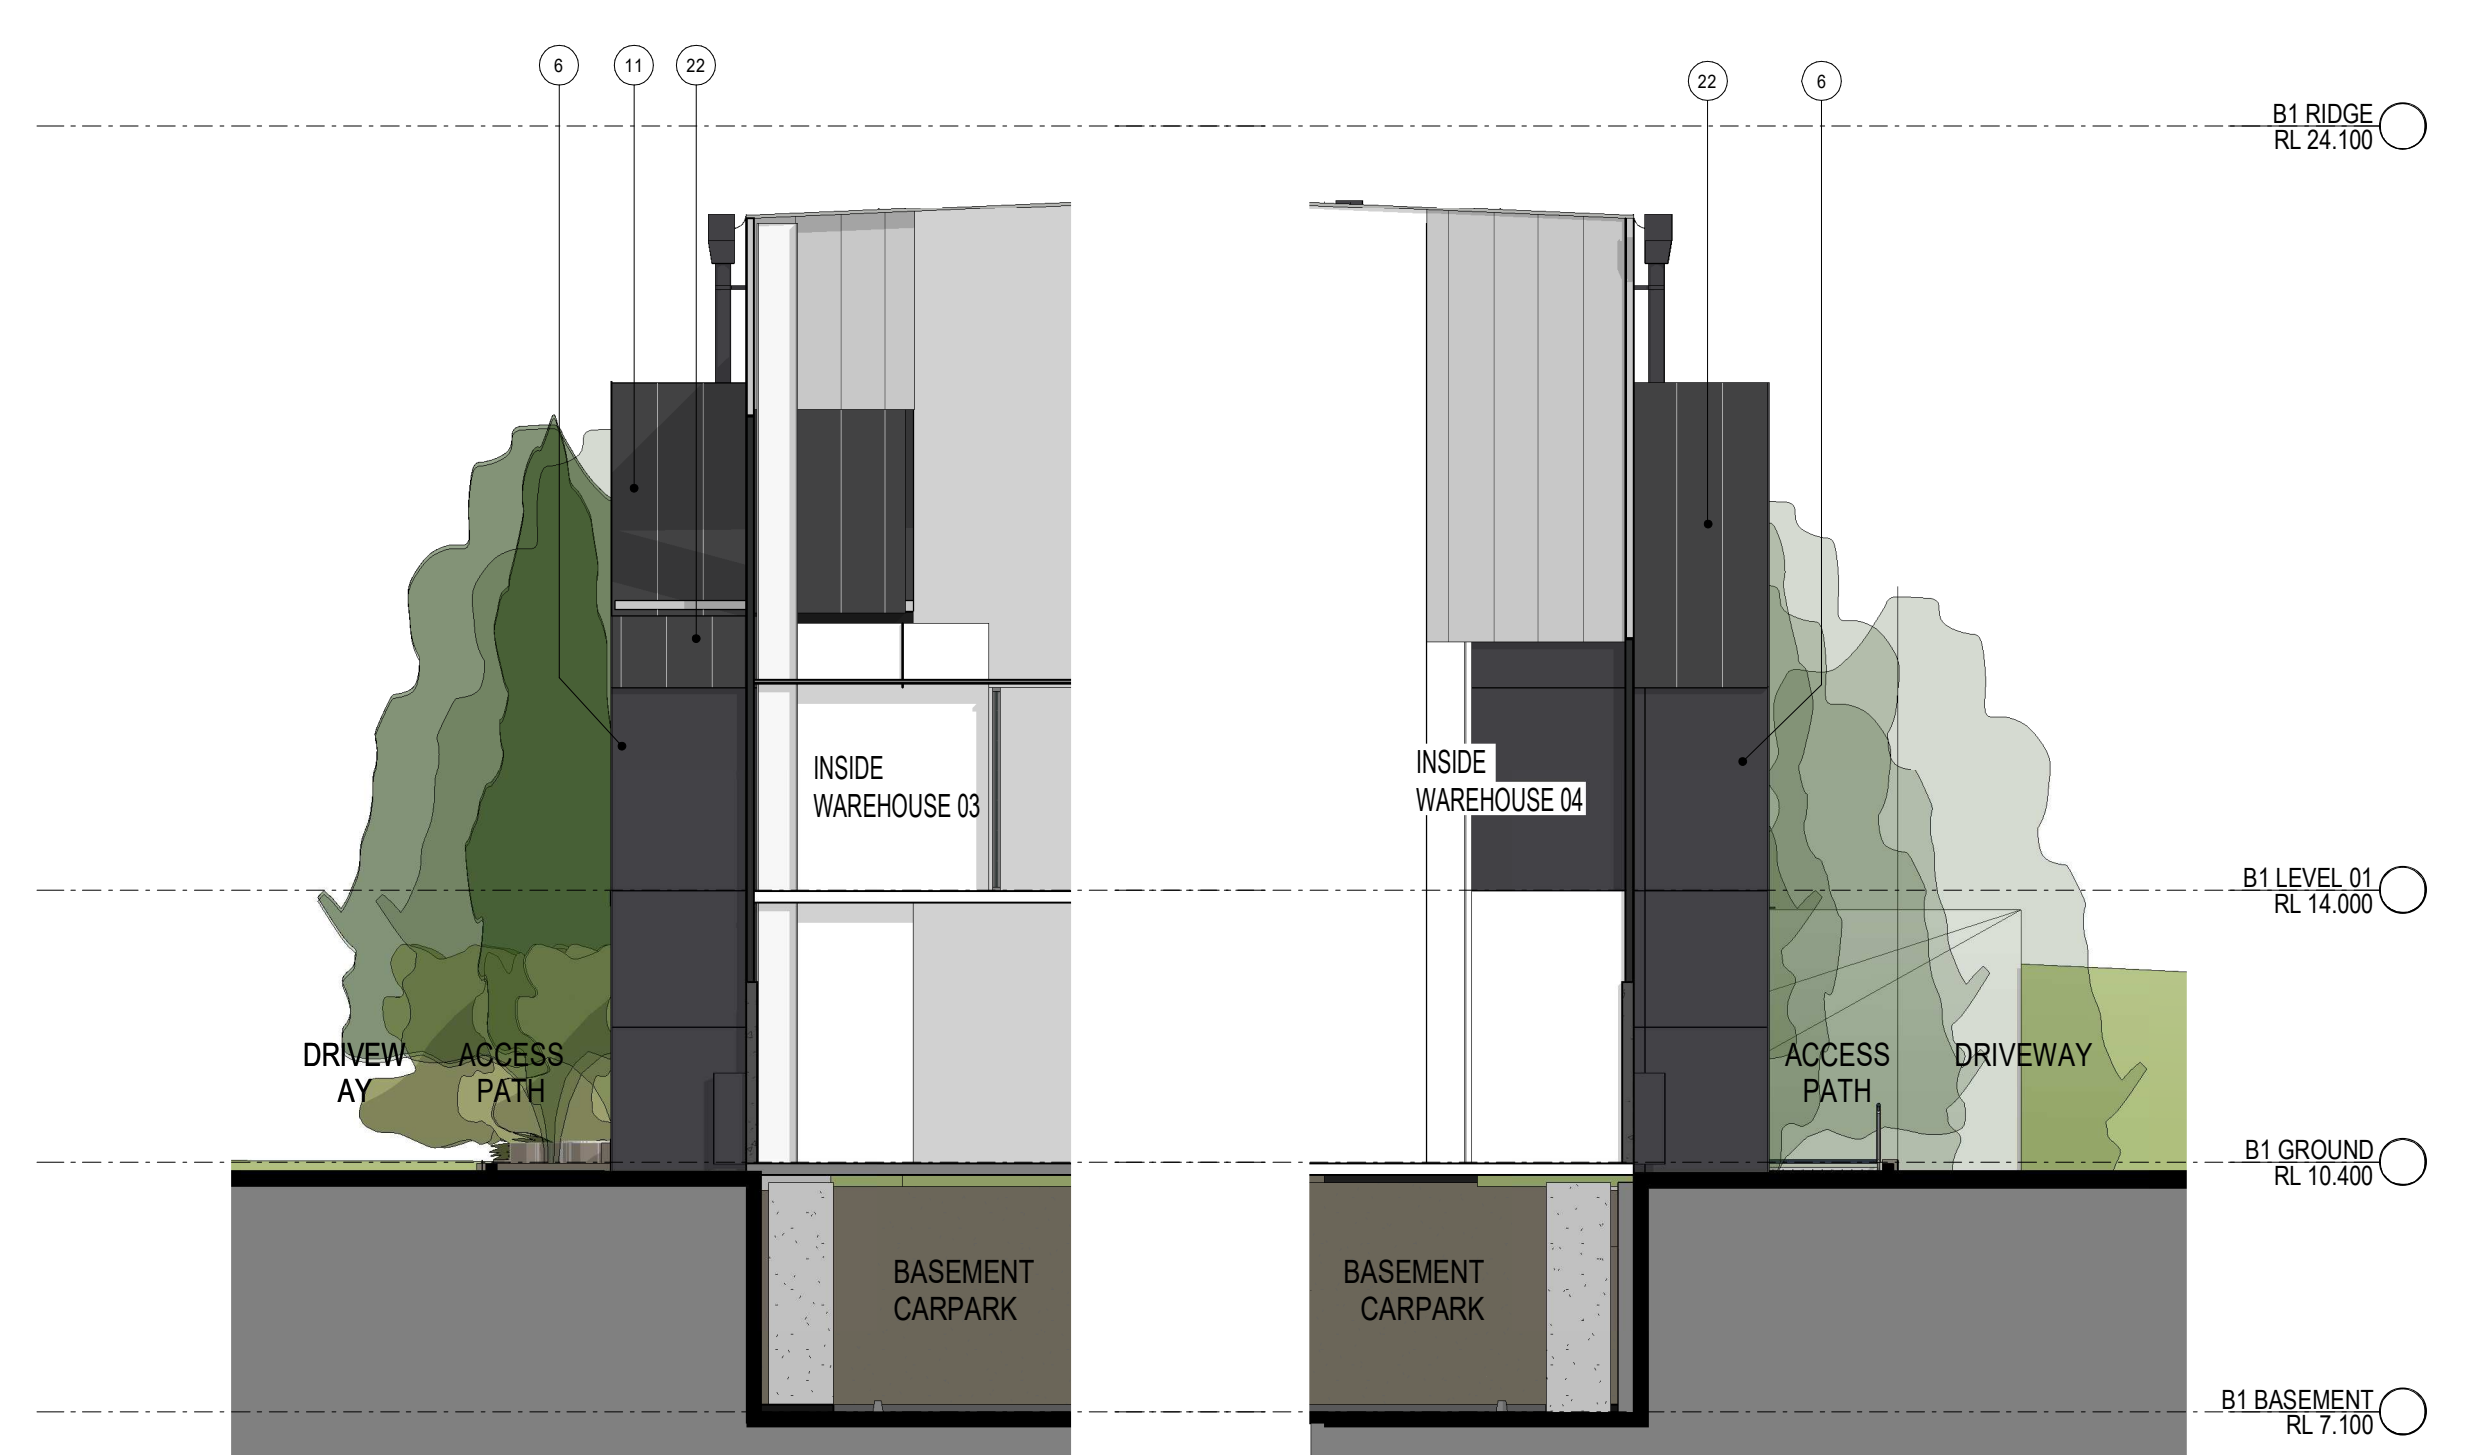 6
11
22
22
6
B1 RIDGE
RL 24.100
INSIDE
WAREHOUSE 03
INSIDE
WAREHOUSE 04
B1 LEVEL 01
RL 14.000
DRIVEW
AY
ACCESS
PATH
ACCESS
PATH
DRIVEWAY
B1 GROUND
RL 10.400
BASEMENT
CARPARK
BASEMENT
CARPARK
B1 BASEMENT
RL 7.100